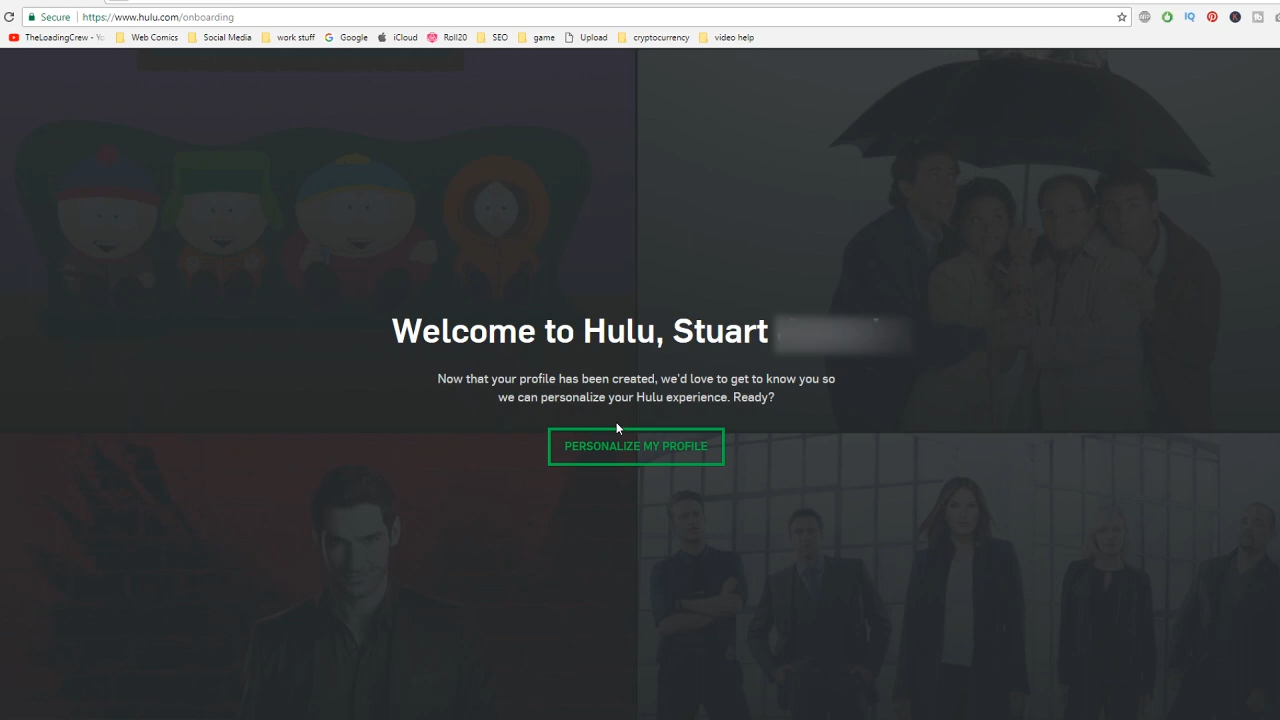 Secure https://www.hulu.com/onboarding
TheLoadingCrew - Yo Web Comics Social Media work stuff Google iCloud Roll20 SEO game Upload cryptocurrency video help
Welcome to Hulu, Stuart
Now that your profile has been created, we'd love to get to know you so
we can personalize your Hulu experience. Ready?
PERSONALIZE MY PROFILE